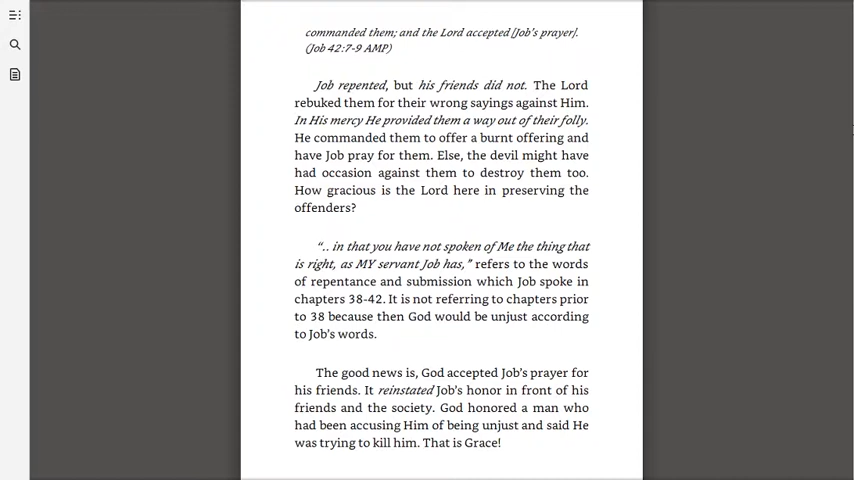 commanded them; and the Lord accepted [Job’s prayer].
(Job 42:7-9 AMP)
Job repented, but his friends did not. The Lord
rebuked them for their wrong sayings against Him.
In His mercy He provided them a way out of their folly.
He commanded them to offer a burnt offering and
have Job pray for them. Else, the devil might have
had occasion against them to destroy them too.
How gracious is the Lord here in preserving the
offenders?
“.. in that you have not spoken of Me the thing that
is right, as MY servant Job has,” refers to the words
of repentance and submission which Job spoke in
chapters 38-42. It is not referring to chapters prior
to 38 because then God would be unjust according
to Job’s words.
The good news is, God accepted Job’s prayer for
his friends. It reinstated Job’s honor in front of his
friends and the society. God honored a man who
had been accusing Him of being unjust and said He
was trying to kill him. That is Grace!